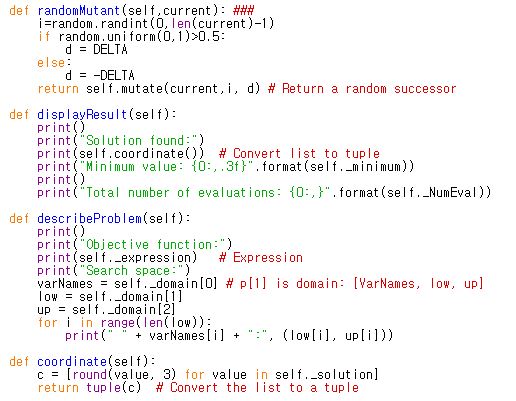 def randomMutant(self,current): ###
    i=random.randint(0,len(current)-1)
    if random.uniform(0,1)>0.5:
        d = DELTA
    else:
        d = -DELTA
    return self.mutate(current,i, d) # Return a random successor

def displayResult(self):
    print()
    print("Solution found:")
    print(self.coordinate())  # Convert list to tuple
    print("Minimum value: {0:,.3f}".format(self._minimum))
    print()
    print("Total number of evaluations: {0:,}".format(self._NumEval))

def describeProblem(self):
    print()
    print("Objective function:")
    print(self._expression)   # Expression
    print("Search space:")
    varNames = self._domain[0] # p[1] is domain: [VarNames, low, up]
    low = self._domain[1]
    up = self._domain[2]
    for i in range(len(low)):
        print(" " + varNames[i] + ":", (low[i], up[i]))

def coordinate(self):
    c = [round(value, 3) for value in self._solution]
    return tuple(c)  # Convert the list to a tuple